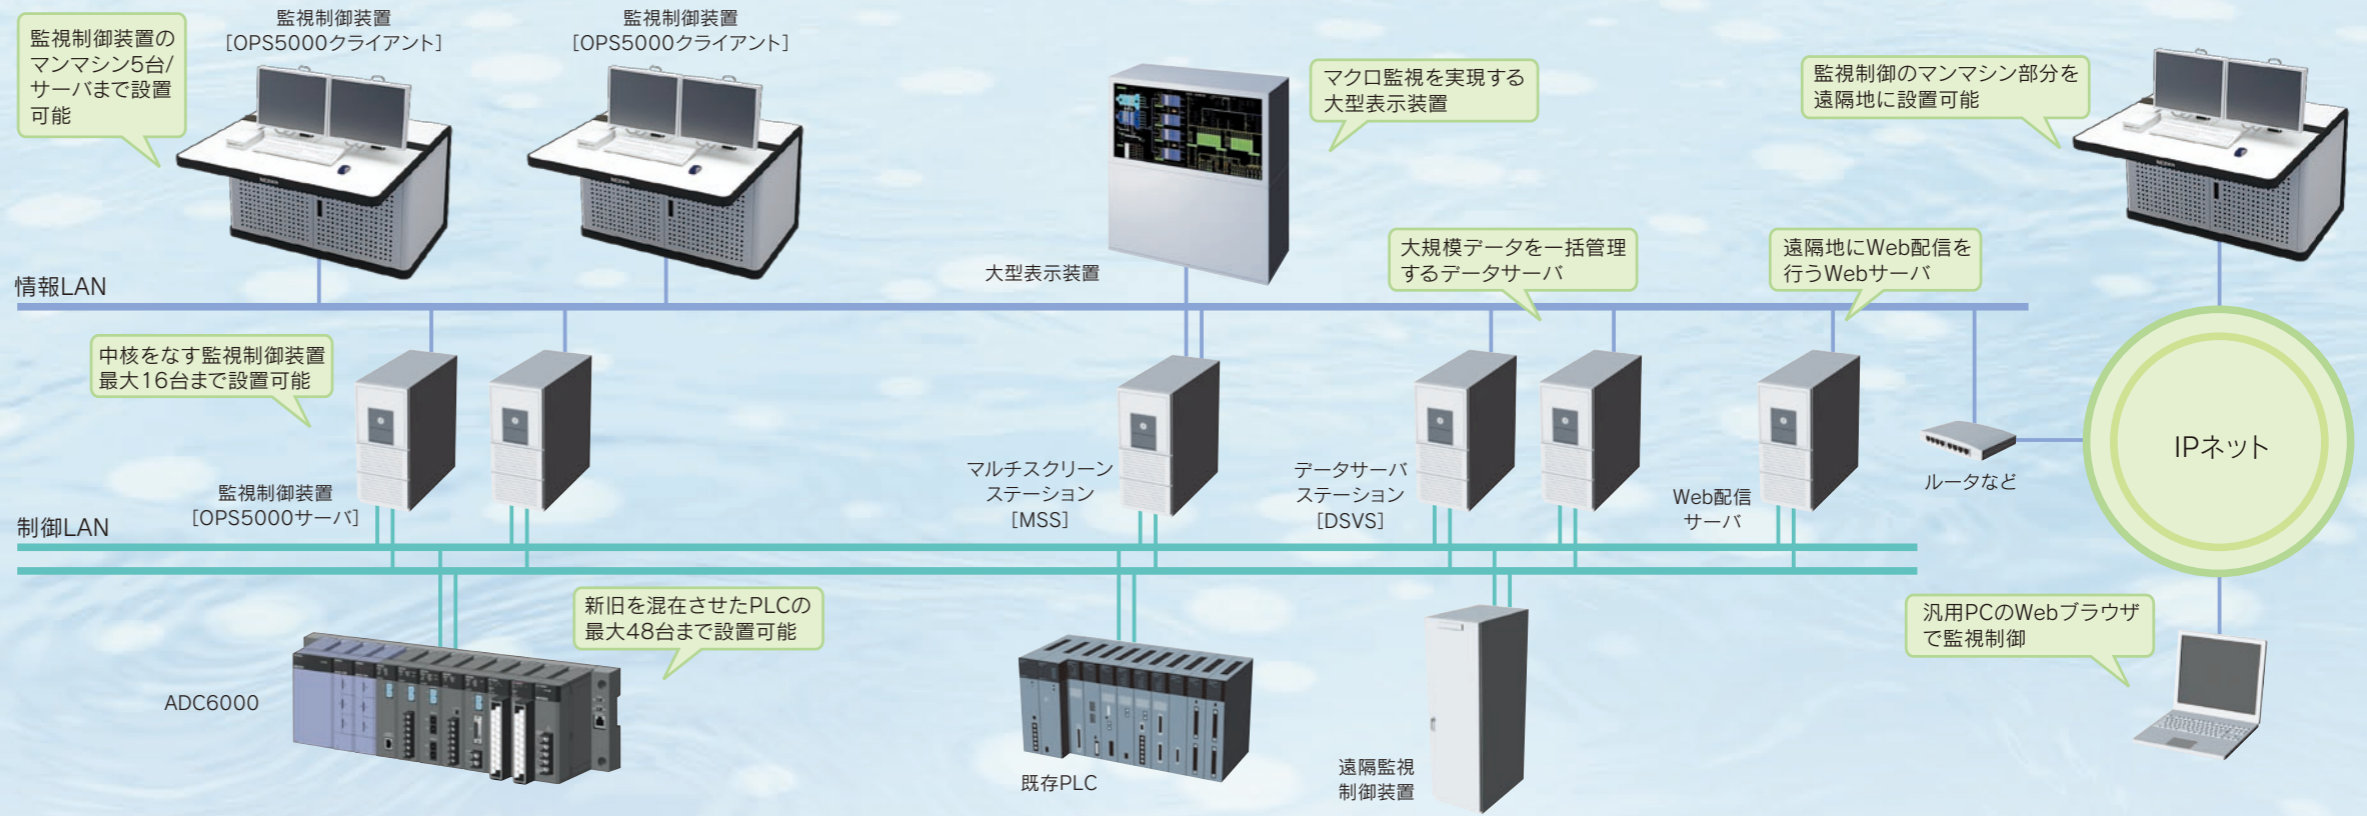 監視制御装置の
マンマシン5台/
サーバまで設置
可能
監視制御装置
[OPS5000クライアント]
監視制御装置
[OPS5000クライアント]
マクロ監視を実現する
大型表示装置
監視制御のマンマシン部分を
遠隔地に設置可能
大型表示装置
大規模データを一括管理
するデータサーバ
遠隔地にWeb配信を
行うWebサーバ
情報LAN
中核をなす監視制御装置
最大16台まで設置可能
監視制御装置
[OPS5000サーバ]
マルチスクリーン
ステーション
[MSS]
データサーバ
ステーション
[DSVS]
Web配信
サーバ
ルータなど
IPネット
制御LAN
新旧を混在させたPLCの
最大48台まで設置可能
汎用PCのWebブラウザ
で監視制御
ADC6000
既存PLC
遠隔監視
制御装置